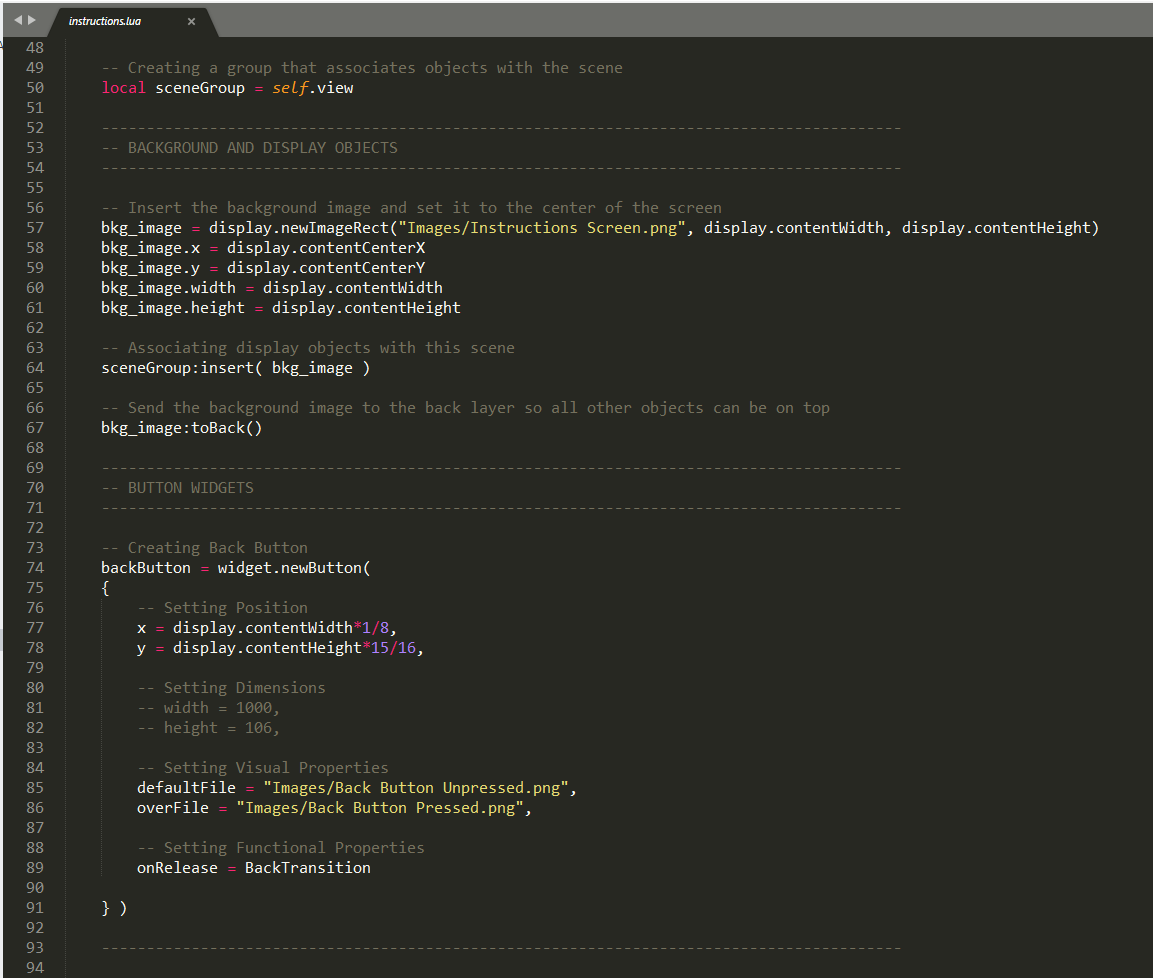 instructions.lua ×
48
49 -- Creating a group that associates objects with the scene
50 local sceneGroup = self.view
51
52 -----------------------------------------------------------------------------------------
53 -- BACKGROUND AND DISPLAY OBJECTS
54 -----------------------------------------------------------------------------------------
55
56 -- Insert the background image and set it to the center of the screen
57 bkg_image = display.newImageRect("Images/Instructions Screen.png", display.contentWidth, display.contentHeight)
58 bkg_image.x = display.contentCenterX
59 bkg_image.y = display.contentCenterY
60 bkg_image.width = display.contentWidth
61 bkg_image.height = display.contentHeight
62
63 -- Associating display objects with this scene
64 sceneGroup:insert( bkg_image )
65
66 -- Send the background image to the back layer so all other objects can be on top
67 bkg_image:toBack()
68
69 -----------------------------------------------------------------------------------------
70 -- BUTTON WIDGETS
71 -----------------------------------------------------------------------------------------
72
73 -- Creating Back Button
74 backButton = widget.newButton(
75 {
76 -- Setting Position
77 x = display.contentWidth*1/8,
78 y = display.contentHeight*15/16,
79
80 -- Setting Dimensions
81 -- width = 1000,
82 -- height = 106,
83
84 -- Setting Visual Properties
85 defaultFile = "Images/Back Button Unpressed.png",
86 overFile = "Images/Back Button Pressed.png",
87
88 -- Setting Functional Properties
89 onRelease = BackTransition
90
91 } )
92
93 -----------------------------------------------------------------------------------------
94